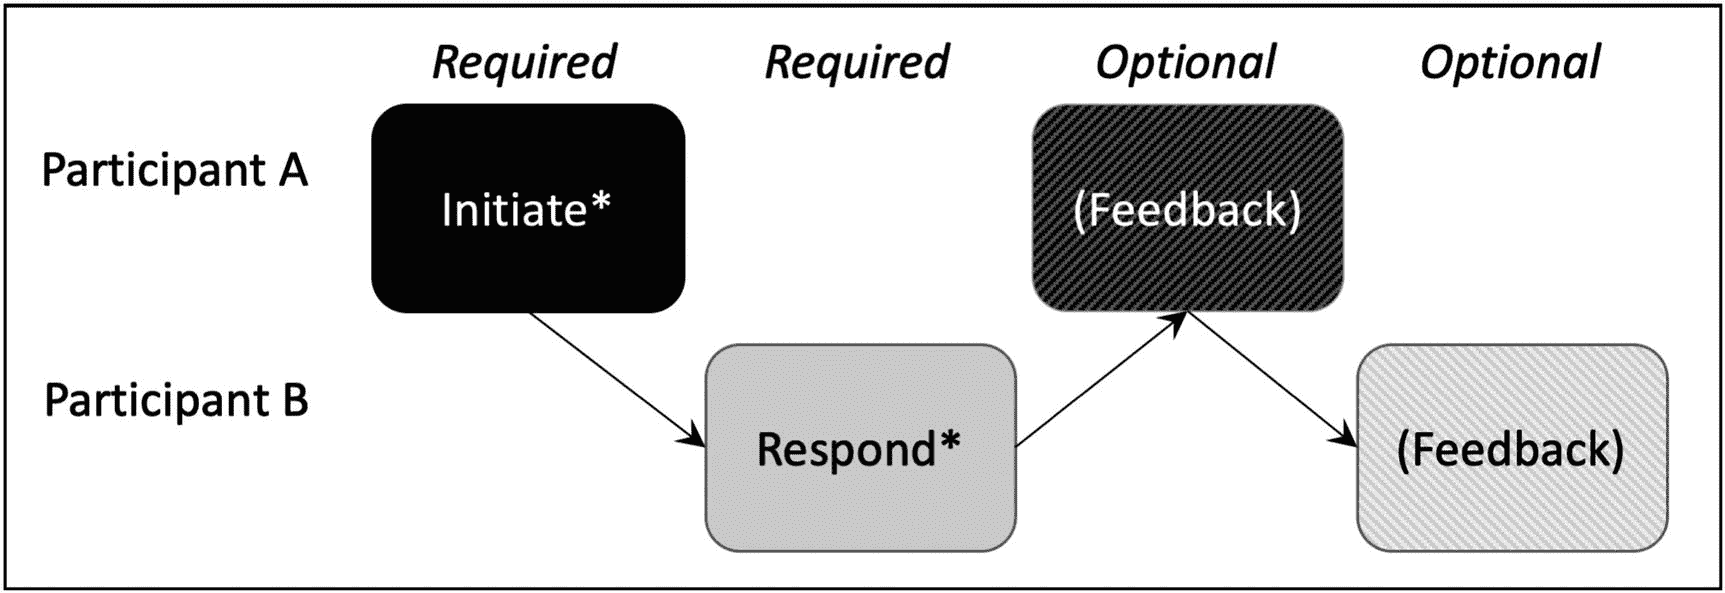 Required Required Optional Optional
Participant A
Initiate* (Feedback)
Participant B
Respond* (Feedback)